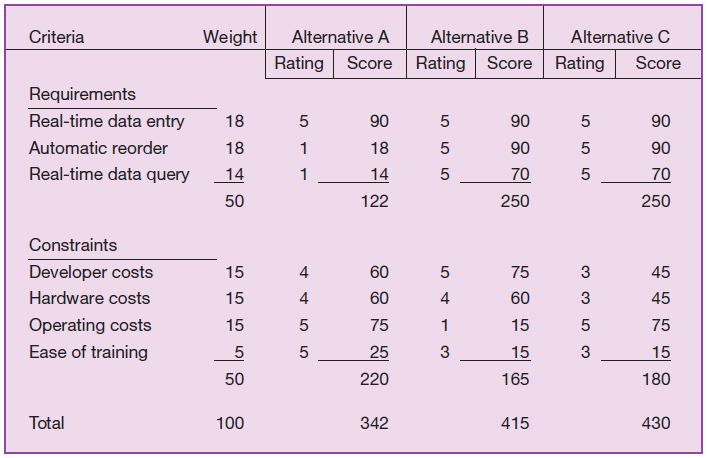 Criteria Weight Alternative A Alternative B Alternative C
Rating Score Rating Score Rating Score
Requirements
Real-time data entry 18 5 90 5 90 5 90
Automatic reorder 18 1 18 5 90 5 90
Real-time data query 14 1 14 5 70 5 70
50 122 250 250
Constraints
Developer costs 15 4 60 5 75 3 45
Hardware costs 15 4 60 4 60 3 45
Operating costs 15 5 75 1 15 5 75
Ease of training 5 5 25 3 15 3 15
50 220 165 180
Total 100 342 415 430